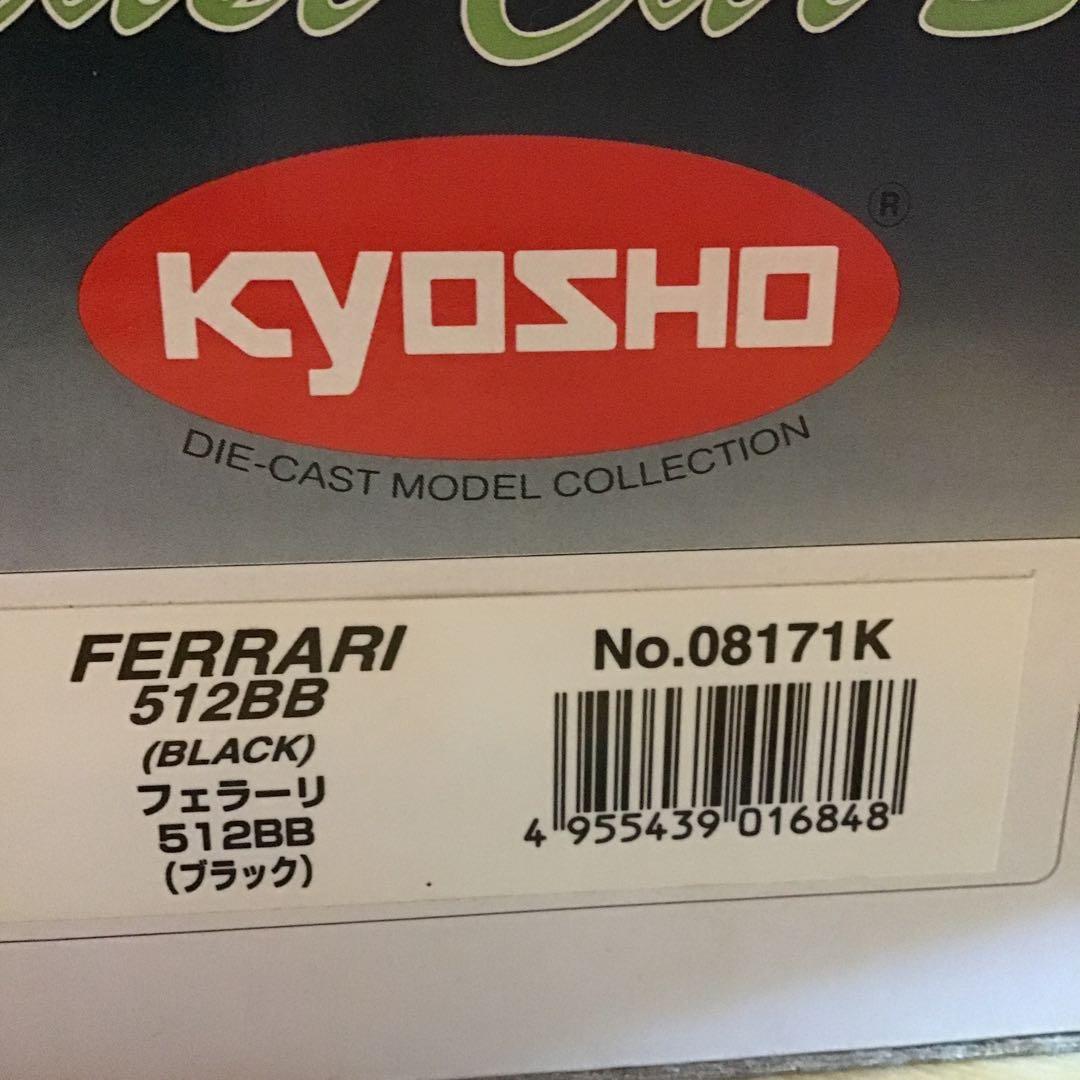 KYOSHO
®
DIE-CAST MODEL COLLECTION
FERRARI
512BB
(BLACK)
フェラーリ
512BB
(ブラック)
No.08171K
4 955439 016848